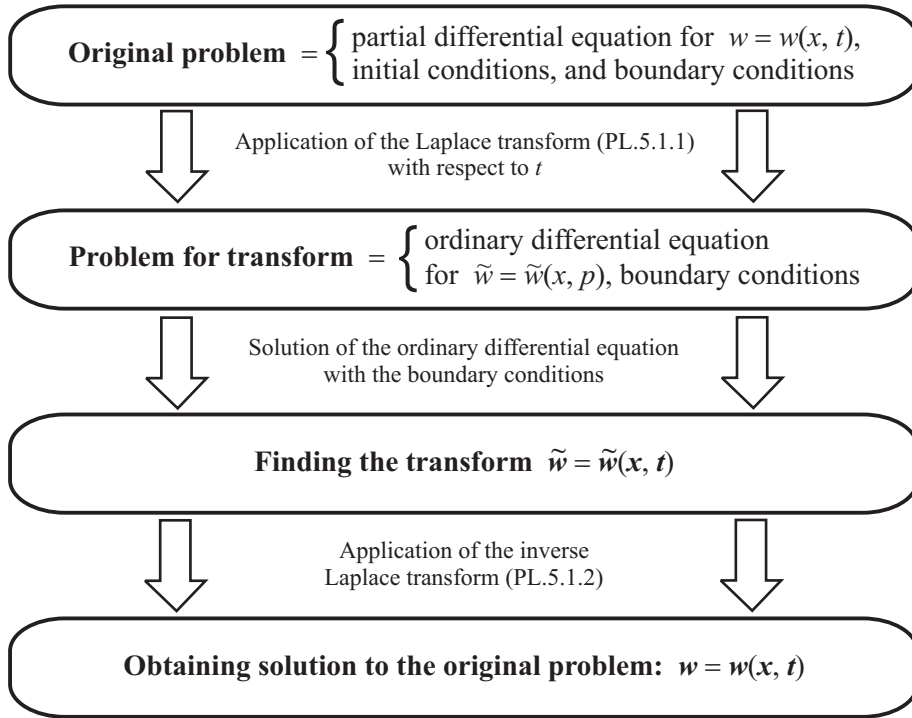 Original problem = { partial differential equation for w = w(x, t),
initial conditions, and boundary conditions
Application of the Laplace transform (PL.5.1.1)
with respect to t
Problem for transform = { ordinary differential equation
for w̃ = w̃(x, p), boundary conditions
Solution of the ordinary differential equation
with the boundary conditions
Finding the transform w̃ = w̃(x, t)
Application of the inverse
Laplace transform (PL.5.1.2)
Obtaining solution to the original problem: w = w(x, t)